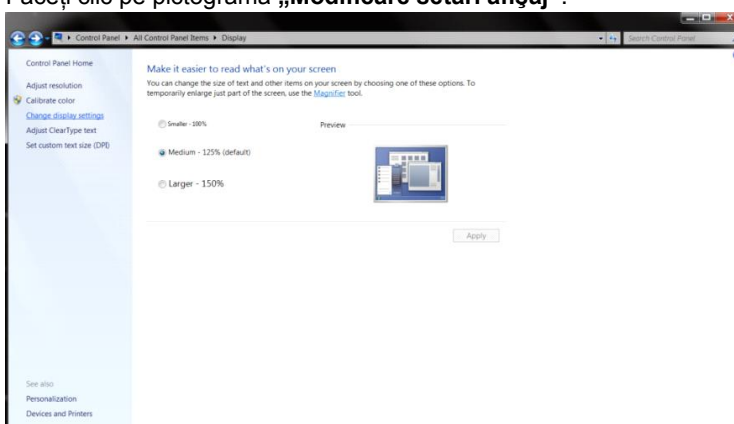 Faceți clic pe pictograma „Modificare setări afișaj”.
Control Panel ▸ All Control Panel Items ▸ Display
Search Control Panel
Control Panel Home
Adjust resolution
Calibrate color
Change display settings
Adjust ClearType text
Set custom text size (DPI)
See also
Personalization
Devices and Printers
Make it easier to read what's on your screen
You can change the size of text and other items on your screen by choosing one of these options. To
temporarily enlarge just part of the screen, use the Magnifier tool.
Smaller - 100%
Preview
Medium - 125% (default)
Larger - 150%
Apply